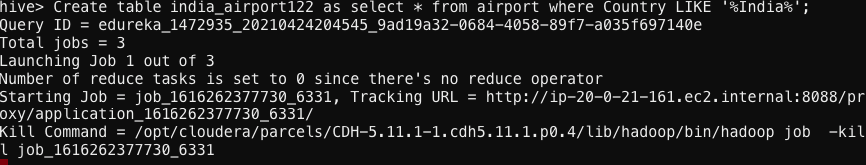 hive> Create table india_airport122 as select * from airport where Country LIKE '%India%';
Query ID = edureka_1472935_20210424204545_9ad19a32-0684-4058-89f7-a035f697140e
Total jobs = 3
Launching Job 1 out of 3
Number of reduce tasks is set to 0 since there's no reduce operator
Starting Job = job_1616262377730_6331, Tracking URL = http://ip-20-0-21-161.ec2.internal:8088/pr
oxy/application_1616262377730_6331/
Kill Command = /opt/cloudera/parcels/CDH-5.11.1-1.cdh5.11.1.p0.4/lib/hadoop/bin/hadoop job  -kil
l job_1616262377730_6331